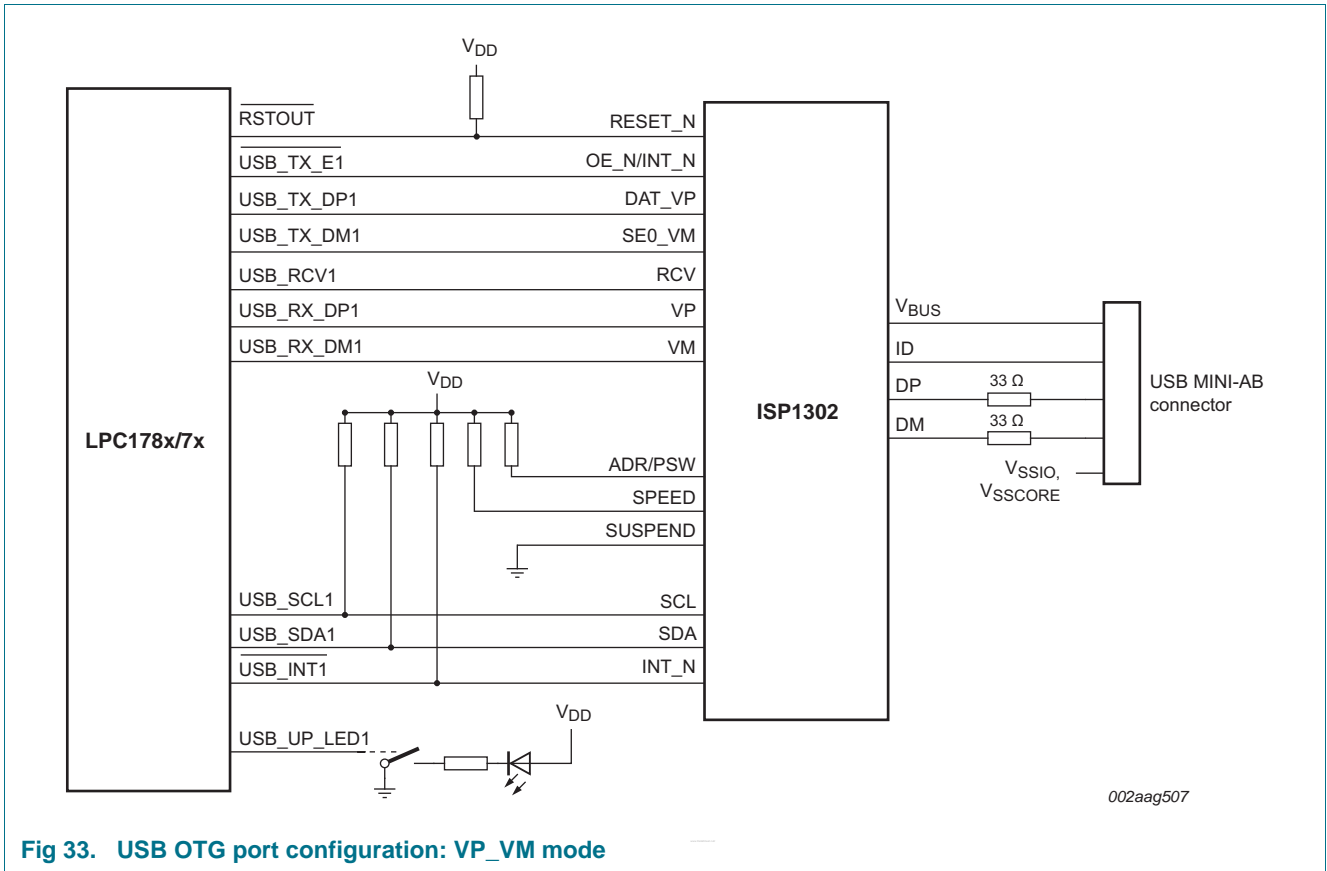 VDD
RSTOUT
RESET_N
USB_TX_E1
OE_N/INT_N
USB_TX_DP1
DAT_VP
USB_TX_DM1
SE0_VM
USB_RCV1
RCV
USB_RX_DP1
VP
USB_RX_DM1
VM
VDD
LPC178x/7x
ISP1302
ADR/PSW
SPEED
SUSPEND
USB_SCL1
SCL
USB_SDA1
SDA
USB_INT1
INT_N
USB_UP_LED1
VDD
VBUS
ID
DP
33 Ω
DM
33 Ω
VSSIO,
VSSCORE
USB MINI-AB
connector
002aag507
Fig 33. USB OTG port configuration: VP_VM mode